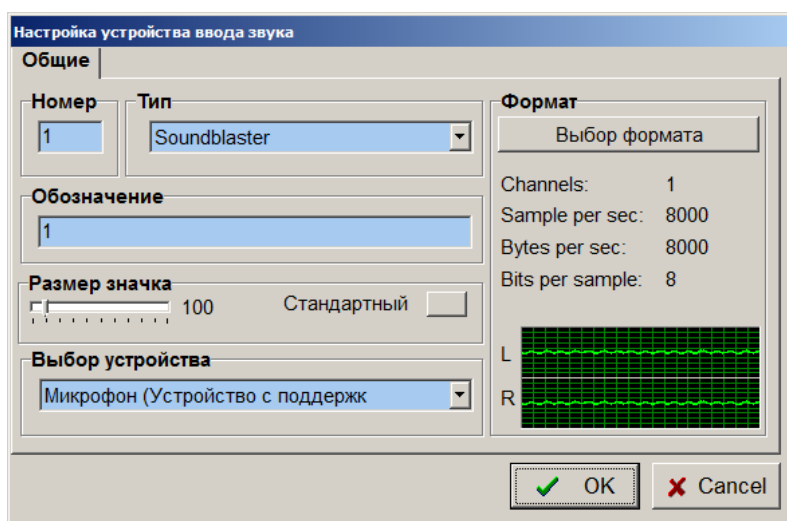 Настройка устройства ввода звука
Общие
Номер
Тип
1
Soundblaster
Обозначение
1
Размер значка
100
Стандартный
Выбор устройства
Микрофон (Устройство с поддержк
Формат
Выбор формата
Channels: 1
Sample per sec: 8000
Bytes per sec: 8000
Bits per sample: 8
L
R
OK
Cancel